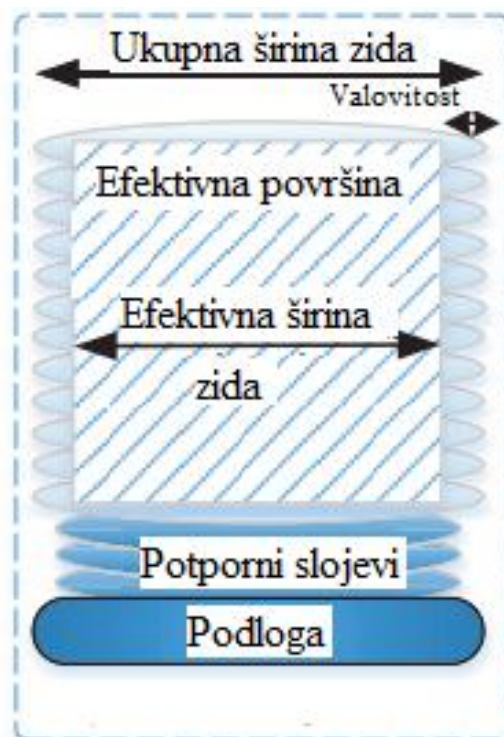 Ukupna širina zida
Valovitost
Efektivna površina
Efektivna širina
zida
Potporni slojevi
Podloga